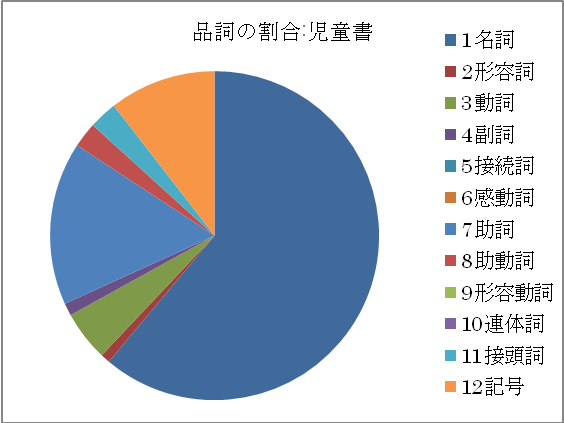 品詞の割合:児童書
1名詞
2形容詞
3動詞
4副詞
5接続詞
6感動詞
7助詞
8助動詞
9形容動詞
10連体詞
11接頭詞
12記号